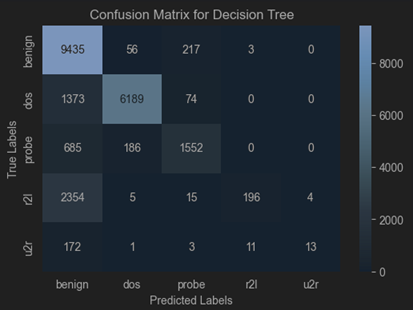 Confusion Matrix for Decision Tree
True Labels
benign 9435 56 217 3 0
dos 1373 6189 74 0 0
probe 685 186 1552 0 0
r2l 2354 5 15 196 4
u2r 172 1 3 11 13
benign dos probe r2l u2r
Predicted Labels
8000
6000
4000
2000
0